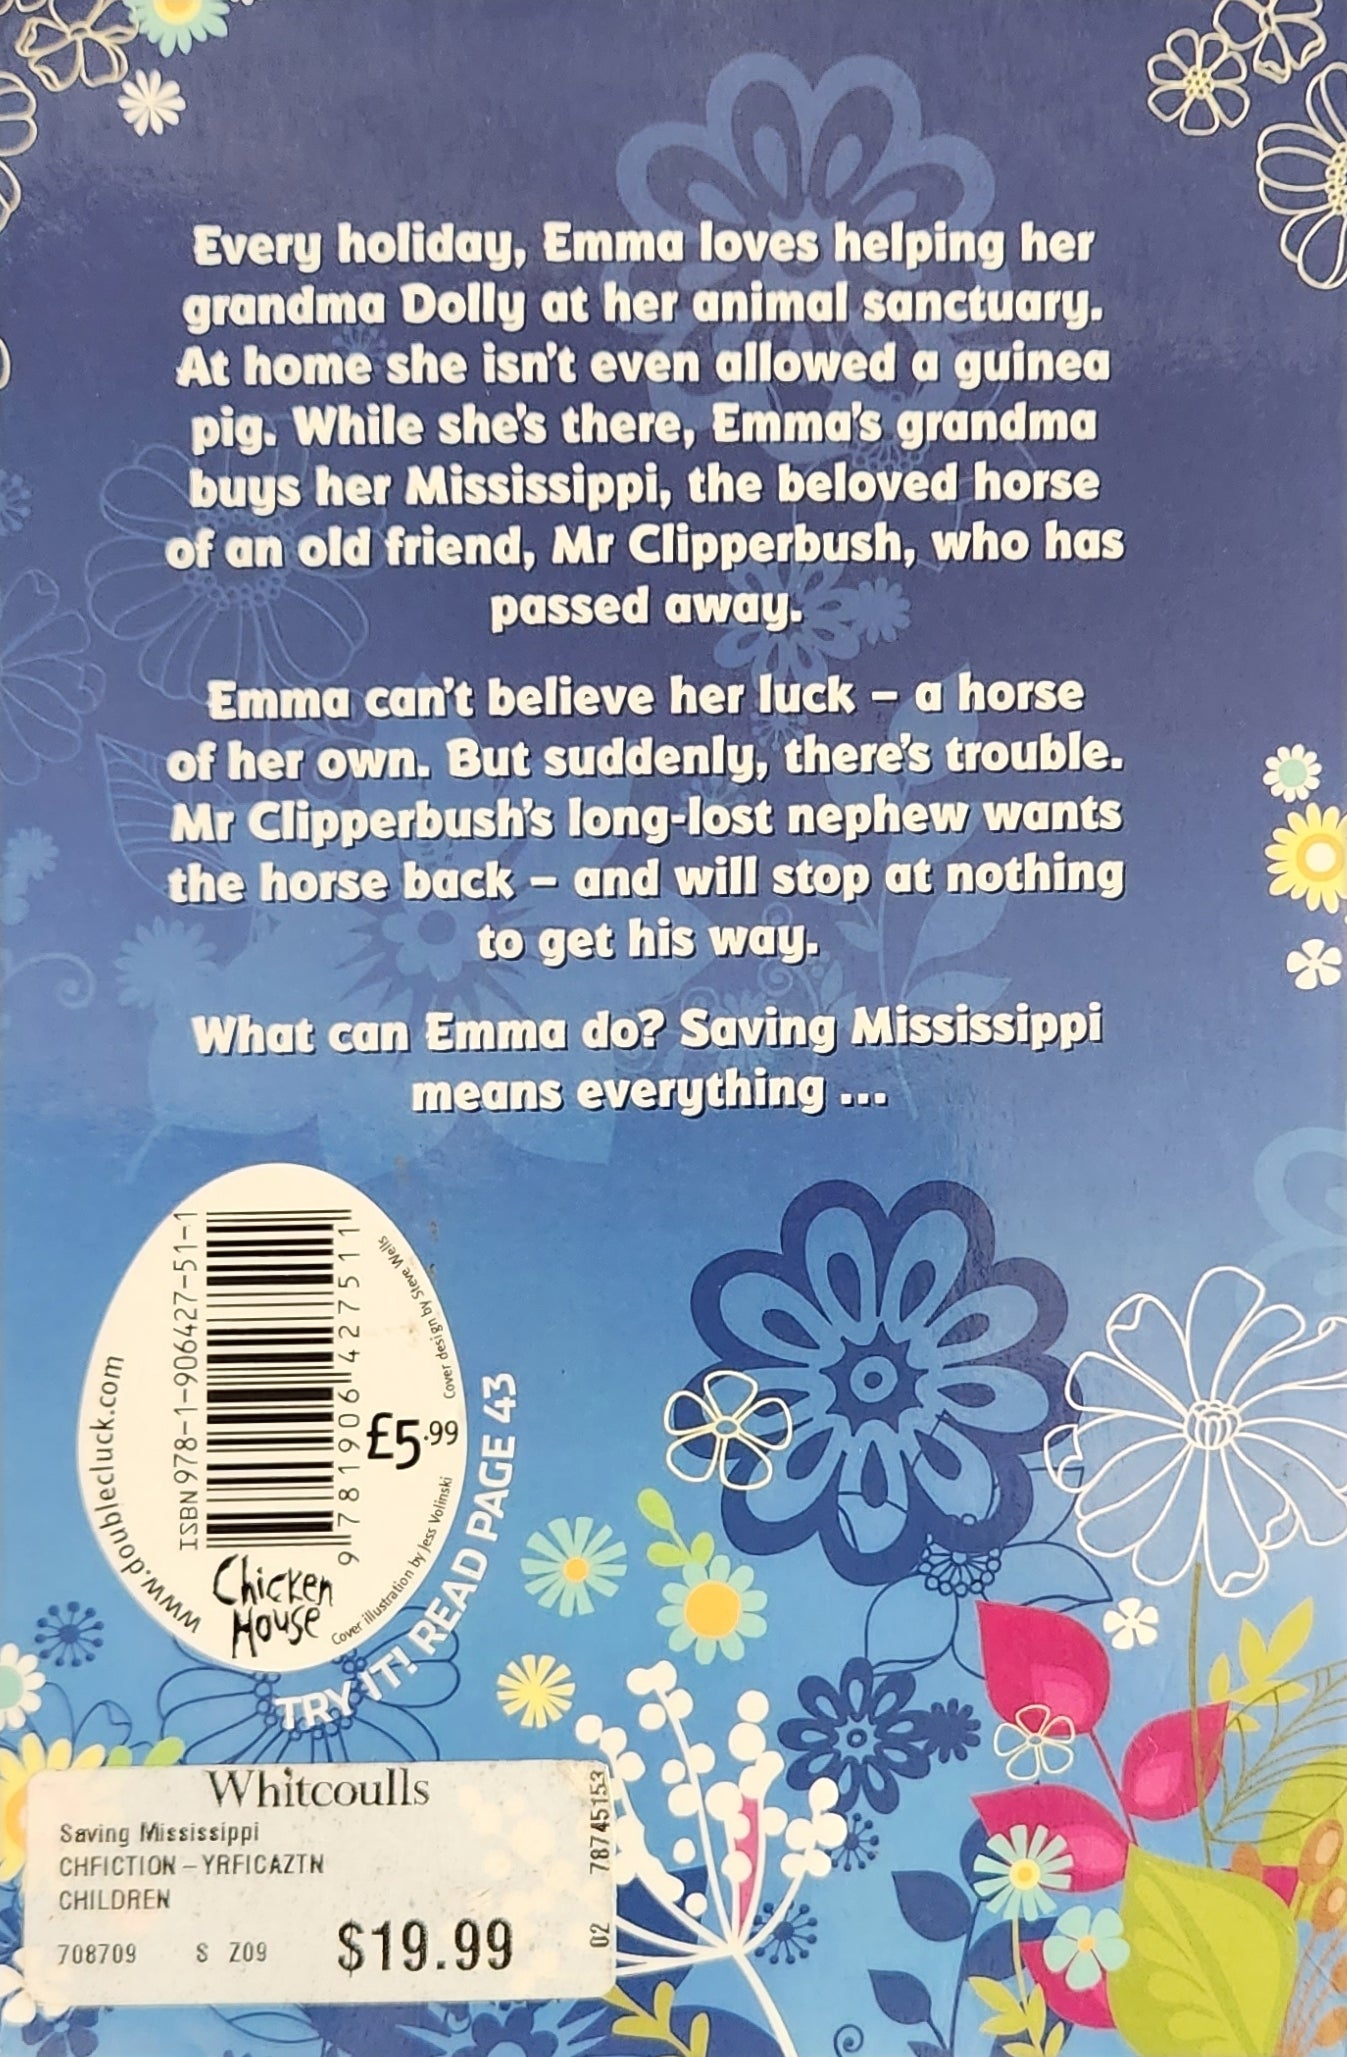 Every holiday, Emma loves helping her
grandma Dolly at her animal sanctuary.
At home she isn't even allowed a guinea
pig. While she's there, Emma's grandma
buys her Mississippi, the beloved horse
of an old friend, Mr Clipperbush, who has
passed away.
Emma can't believe her luck – a horse
of her own. But suddenly, there's trouble.
Mr Clipperbush's long-lost nephew wants
the horse back – and will stop at nothing
to get his way.
What can Emma do? Saving Mississippi
means everything ...
www.doublecluck.com
ISBN 978-1-906427-51-1
9 781906 427511
£5.99
Cover design by Steve Wells
Cover illustration by Jess Volinski
Chicken
House
TRY IT! READ PAGE 43
Whitcoulls
Saving Mississippi
CHFICTION – YRFICAZTN
CHILDREN
708709 S Z09
$19.99
02 78745153